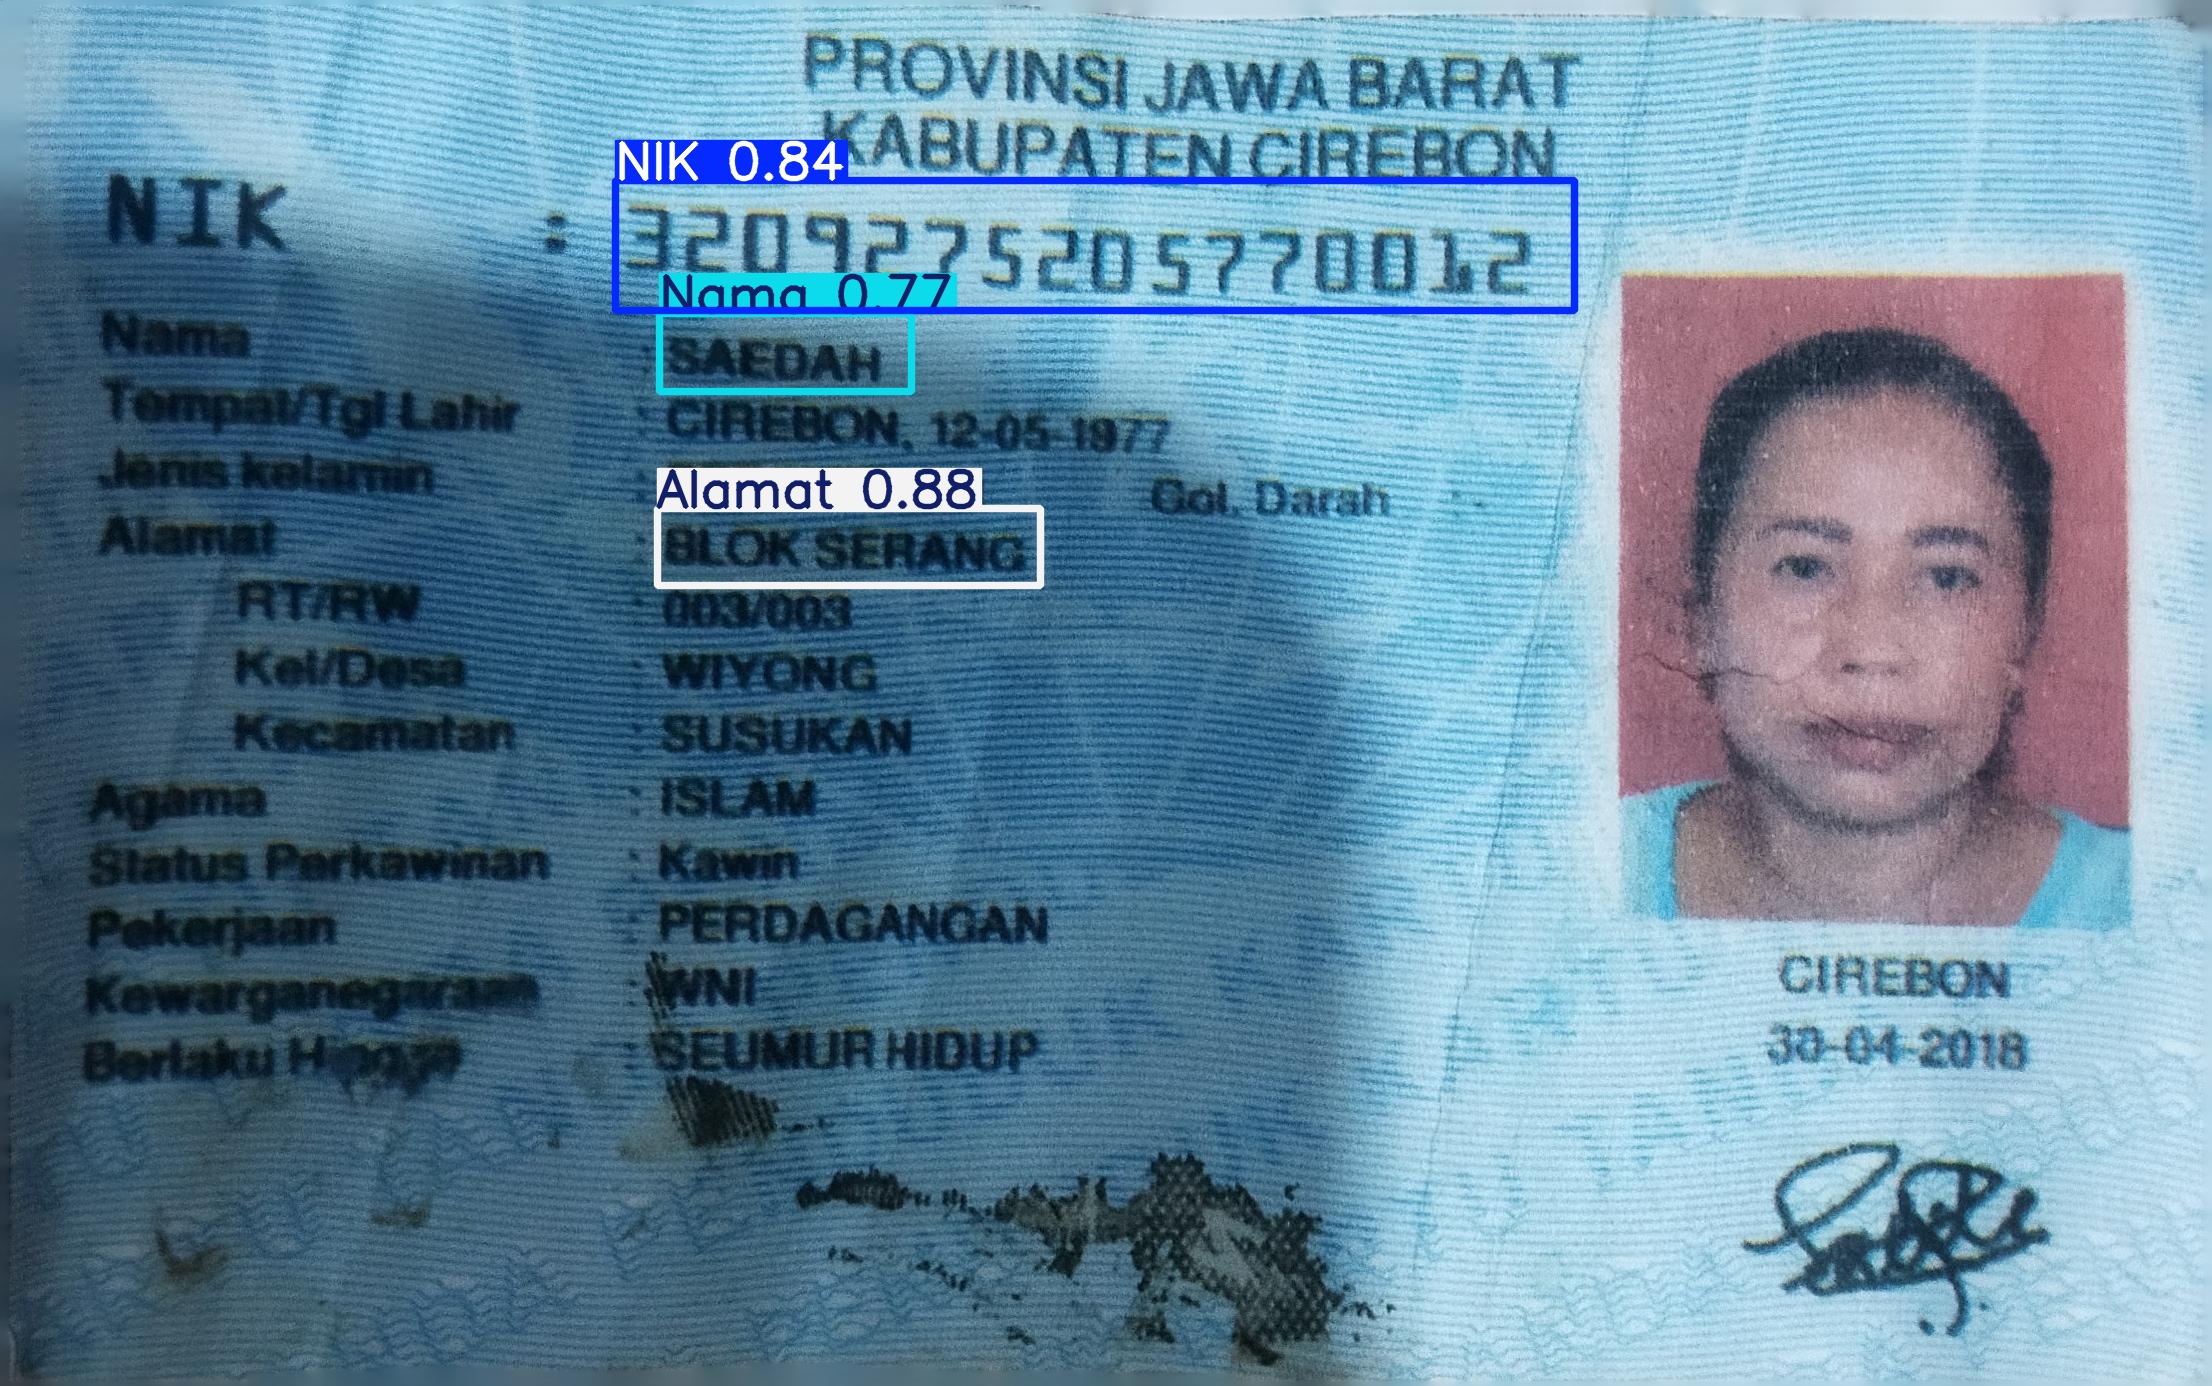 PROVINSI JAWA BARAT
KABUPATEN CIREBON
NIK 0.84
NIK : 3209275205770012
Nama 0.77
Nama : SAEDAH
Tempat/Tgl Lahir : CIREBON, 12-05-1977
Jenis kelamin : Gol. Darah : -
Alamat 0.88
Alamat : BLOK SERANG
RT/RW : 003/003
Kel/Desa : WIYONG
Kecamatan : SUSUKAN
Agama : ISLAM
Status Perkawinan : Kawin
Pekerjaan : PERDAGANGAN
Kewarganegaraan : WNI
Berlaku Hingga : SEUMUR HIDUP
CIREBON
30-04-2018